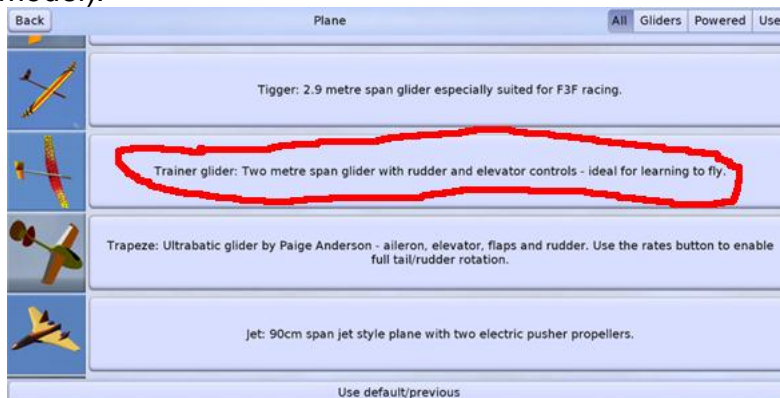 Back Plane All Gliders Powered Use
Tigger: 2.9 metre span glider especially suited for F3F racing.
Trainer glider: Two metre span glider with rudder and elevator controls - ideal for learning to fly.
Trapeze: Ultrabatic glider by Paige Anderson - aileron, elevator, flaps and rudder. Use the rates button to enable
full tail/rudder rotation.
Jet: 90cm span jet style plane with two electric pusher propellers.
Use default/previous